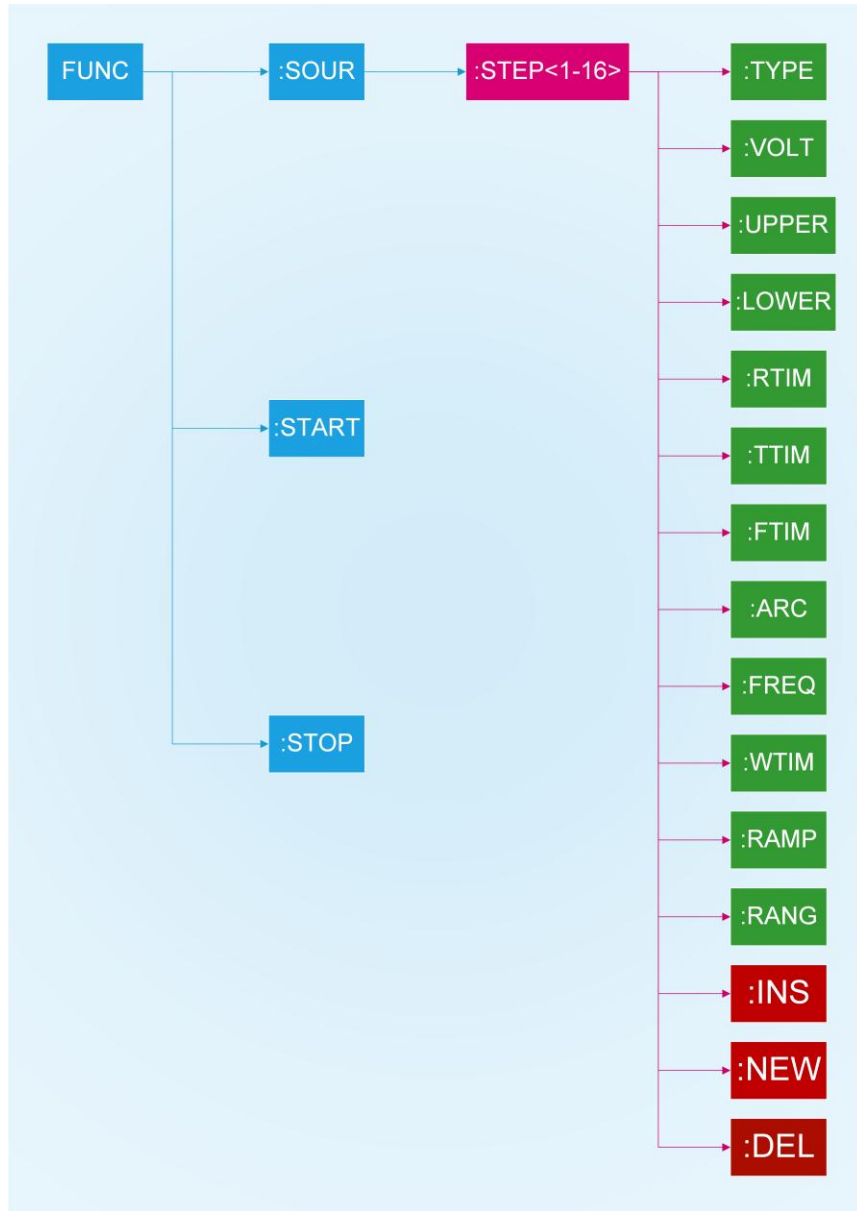 FUNC
:SOUR
:STEP<1-16>
:TYPE
:VOLT
:UPPER
:LOWER
:RTIM
:START
:TTIM
:FTIM
:ARC
:FREQ
:STOP
:WTIM
:RAMP
:RANG
:INS
:NEW
:DEL